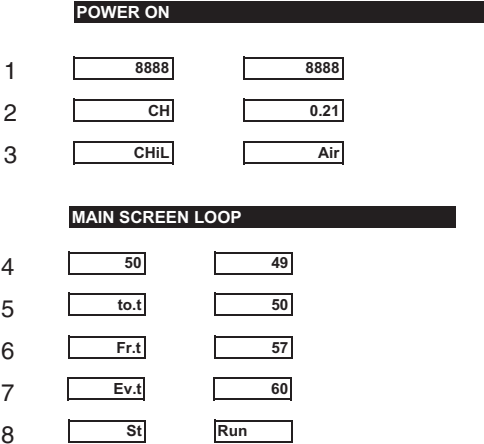 POWER ON
1 8888 8888
2 CH 0.21
3 CHiL Air
MAIN SCREEN LOOP
4 50 49
5 to.t 50
6 Fr.t 57
7 Ev.t 60
8 St Run